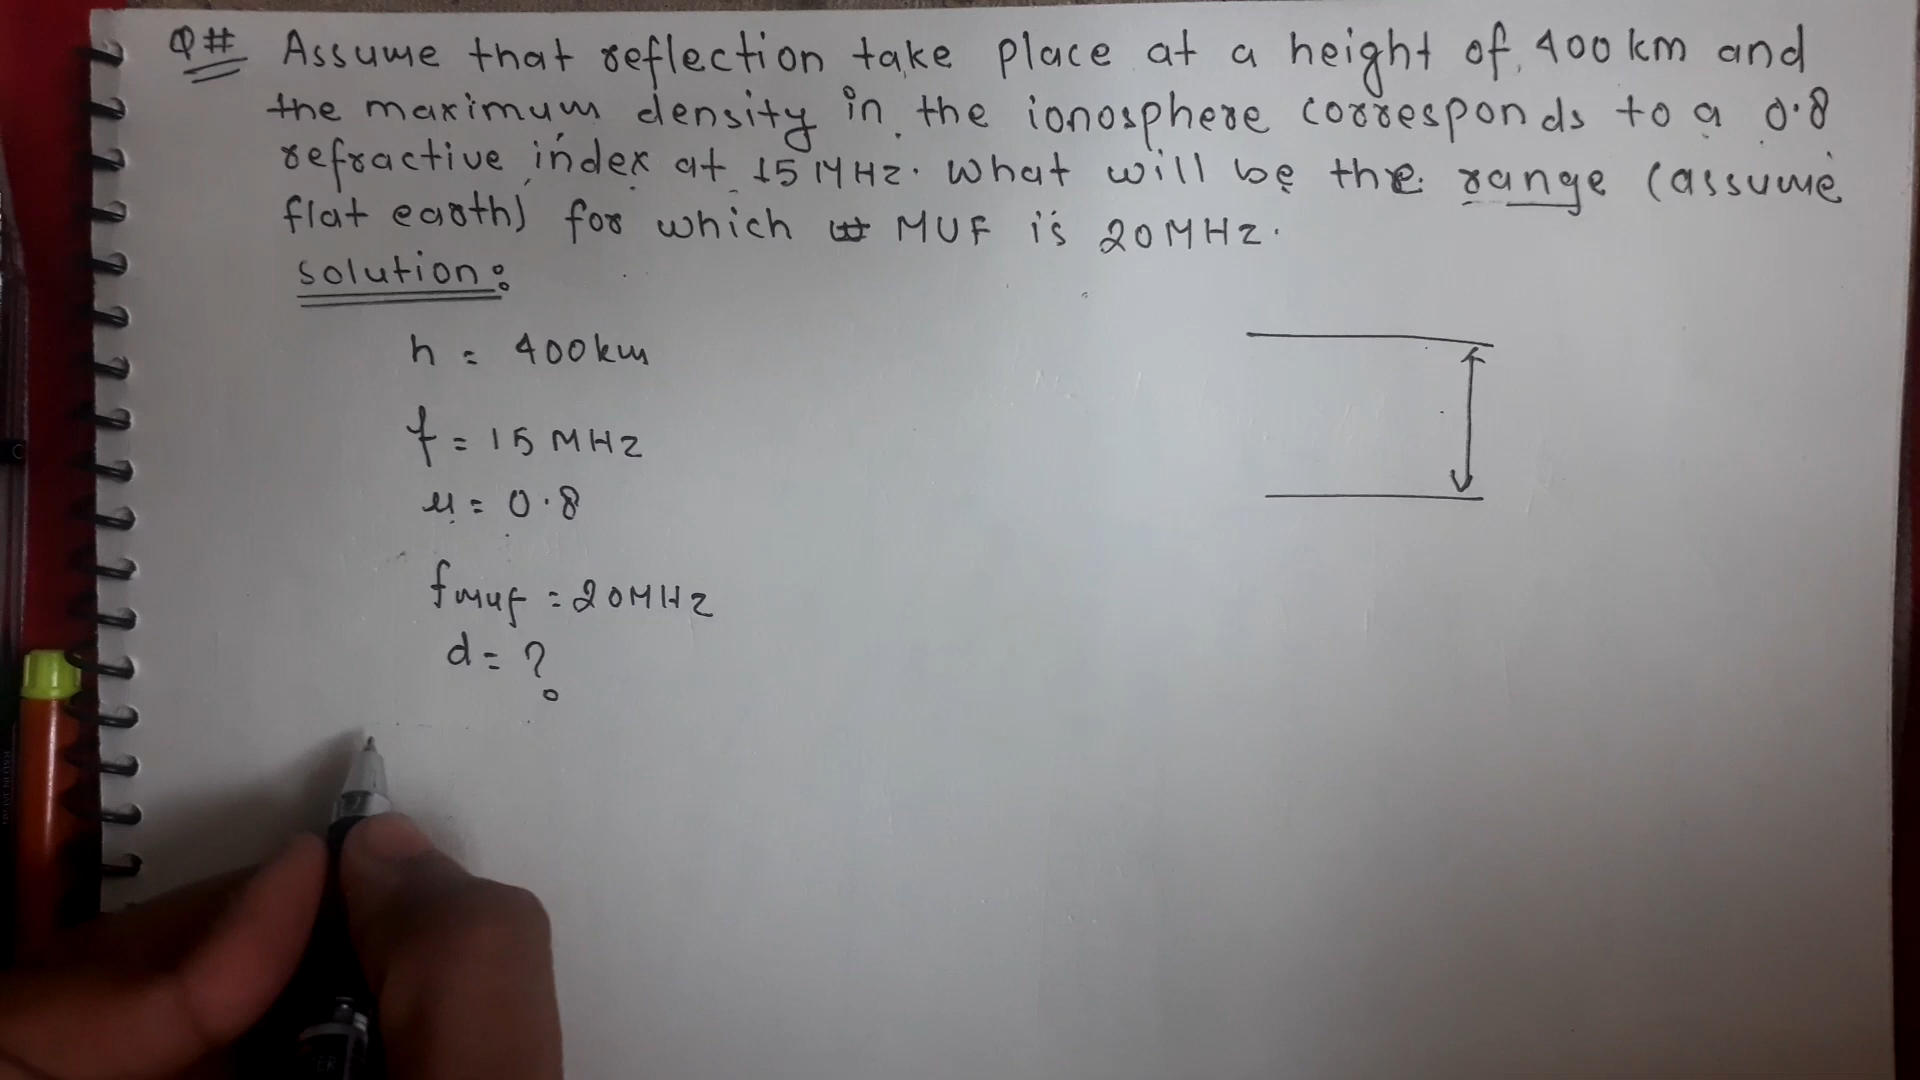 Q# Assume that reflection take place at a height of 400 km and
the maximum density in the ionosphere corresponds to a 0.8
refractive index at 15 MHz. What will be the range (assume
flat earth) for which MUF is 20MHz.
solution:
h = 400km
f = 15 MHz
μ = 0.8
fmuf = 20MHz
d = ?